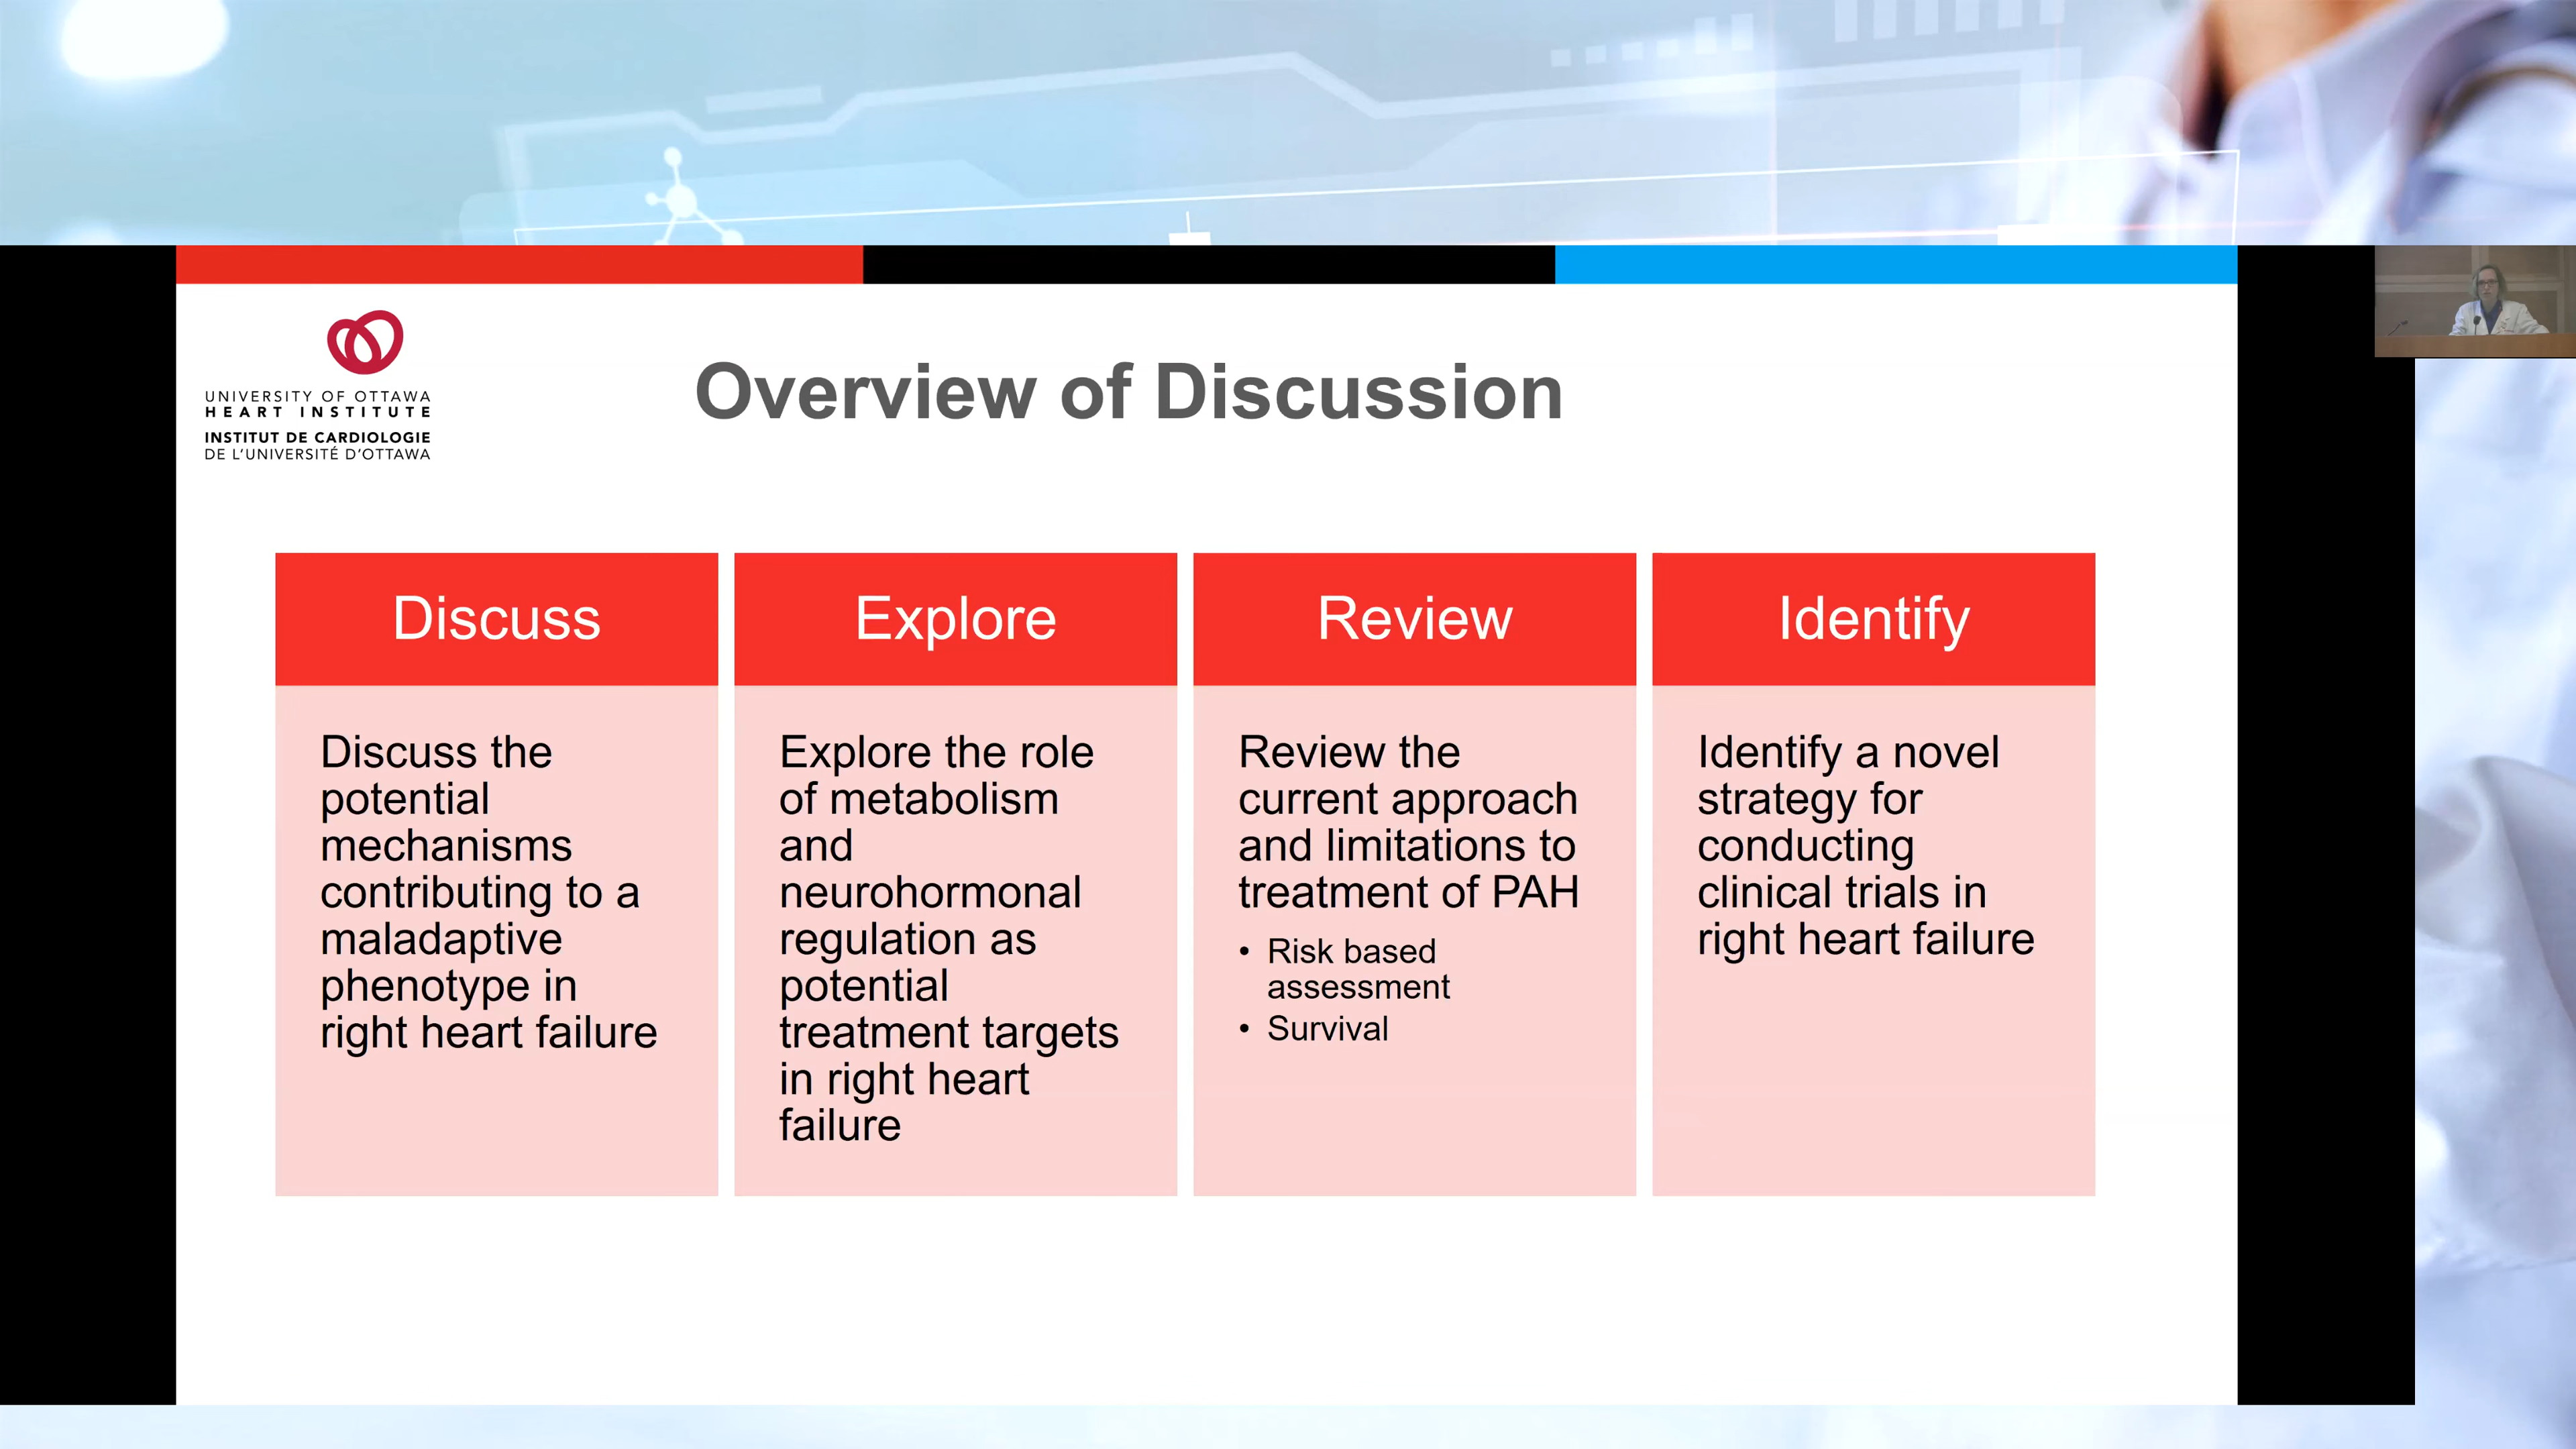 UNIVERSITY OF OTTAWA
HEART INSTITUTE
INSTITUT DE CARDIOLOGIE
DE L'UNIVERSITÉ D'OTTAWA
Overview of Discussion
Discuss
Discuss the
potential
mechanisms
contributing to a
maladaptive
phenotype in
right heart failure
Explore
Explore the role
of metabolism
and
neurohormonal
regulation as
potential
treatment targets
in right heart
failure
Review
Review the
current approach
and limitations to
treatment of PAH
• Risk based
assessment
• Survival
Identify
Identify a novel
strategy for
conducting
clinical trials in
right heart failure